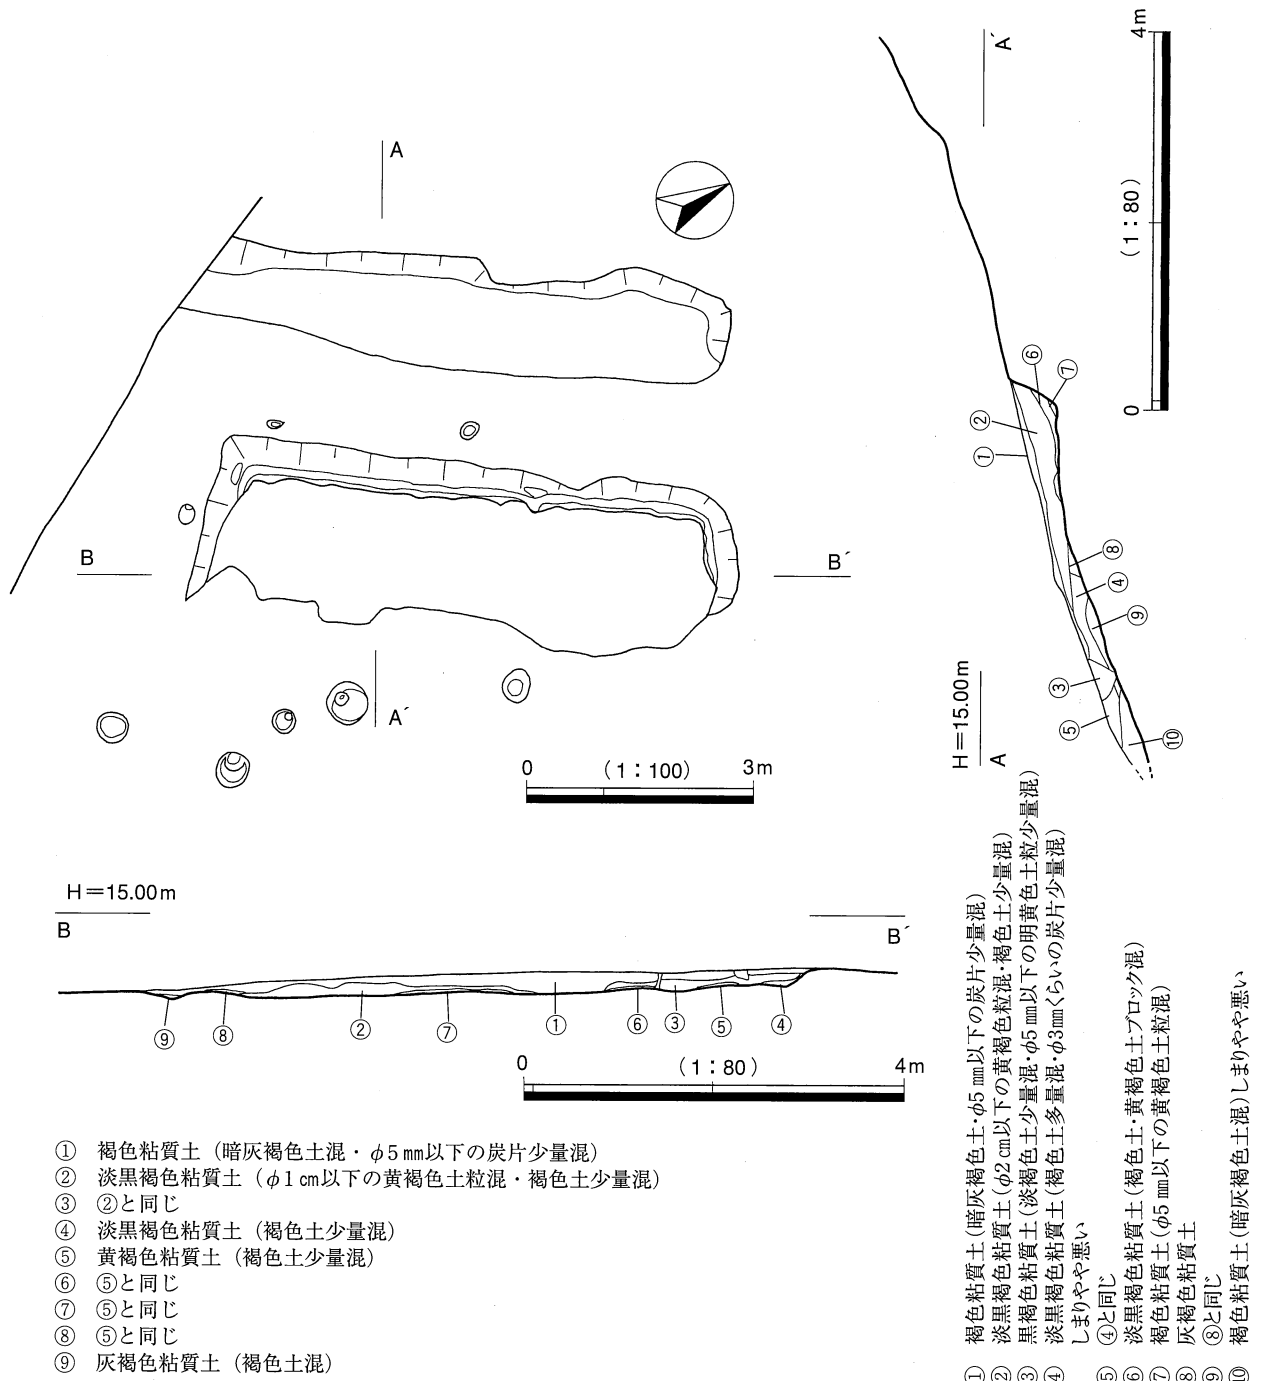 A
A´
4m
(1：80)
0
⑥
⑦
②
①
⑧
④
⑨
③
⑤
⑩
H＝15.00m
A
B
B´
A´
0 (1：100) 3m
H＝15.00m
B
B´
⑨ ⑧ ② ⑦ ① ⑥ ③ ⑤ ④
0 (1：80) 4m
① 褐色粘質土（暗灰褐色土混・φ5㎜以下の炭片少量混）
② 淡黒褐色粘質土（φ1㎝以下の黄褐色土粒混・褐色土少量混）
③ ②と同じ
④ 淡黒褐色粘質土（褐色土少量混）
⑤ 黄褐色粘質土（褐色土少量混）
⑥ ⑤と同じ
⑦ ⑤と同じ
⑧ ⑤と同じ
⑨ 灰褐色粘質土（褐色土混）
① 褐色粘質土（暗灰褐色土・φ5㎜以下の炭片少量混）
② 淡黒褐色粘質土（φ2㎝以下の黄褐色粒混・褐色土少量混）
③ 黒褐色粘質土（淡褐色土少量混・φ5㎜以下の明黄色土粒少量混）
④ 淡黒褐色粘質土（褐色土多量混・φ3㎜くらいの炭片少量混）
しまりやや悪い
⑤ ④と同じ
⑥ 淡黒褐色粘質土（褐色土・黄褐色土ブロック混）
⑦ 褐色粘質土（φ5㎜以下の黄褐色土粒混）
⑧ 灰褐色粘質土
⑨ ⑧と同じ
⑩ 褐色粘質土（暗灰褐色土混）しまりやや悪い